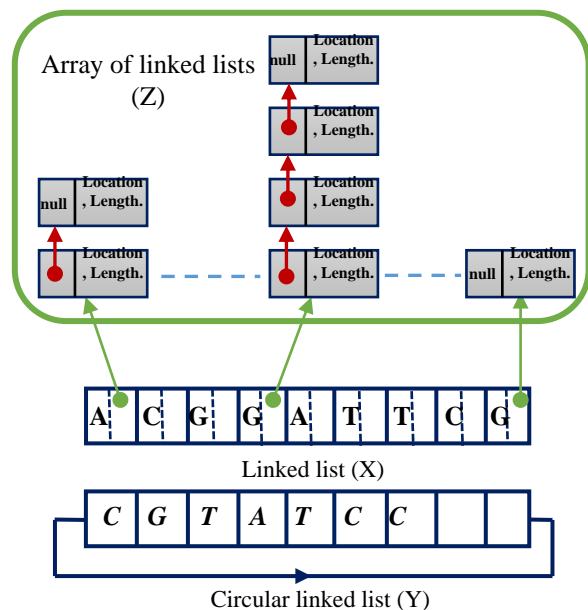 Location
null , Length.
Array of linked lists
(Z)
Location
, Length.
Location
null , Length.
Location
, Length.
Location
, Length.
Location
, Length.
Location
null , Length.
A C G G A T T C G
Linked list (X)
C G T A T C C
Circular linked list (Y)